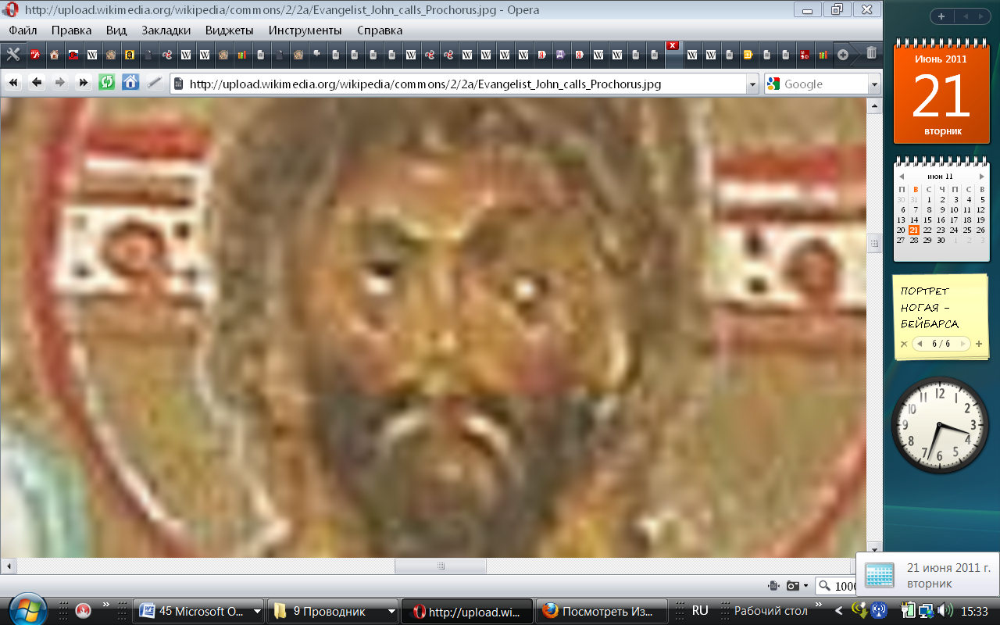 http://upload.wikimedia.org/wikipedia/commons/2/2a/Evangelist_John_calls_Prochorus.jpg - Opera
Файл Правка Вид Закладки Виджеты Инструменты Справка
http://upload.wikimedia.org/wikipedia/commons/2/2a/Evangelist_John_calls_Prochorus.jpg
Google
Июнь 2011
21
вторник
июн 11
П В С Ч П С В
30 31 1 2 3 4 5
6 7 8 9 10 11 12
13 14 15 16 17 18 19
20 21 22 23 24 25 26
27 28 29 30 1 2 3
ПОРТРЕТ
НОГАЯ -
БЕЙБАРСА
6 / 6
12 1 2 3 4 5 6 7 8 9 10 11
21 июня 2011 г.
вторник
45 Microsoft O...
9 Проводник
http://upload.wi...
Посмотреть Из...
RU
Рабочий стол
15:33